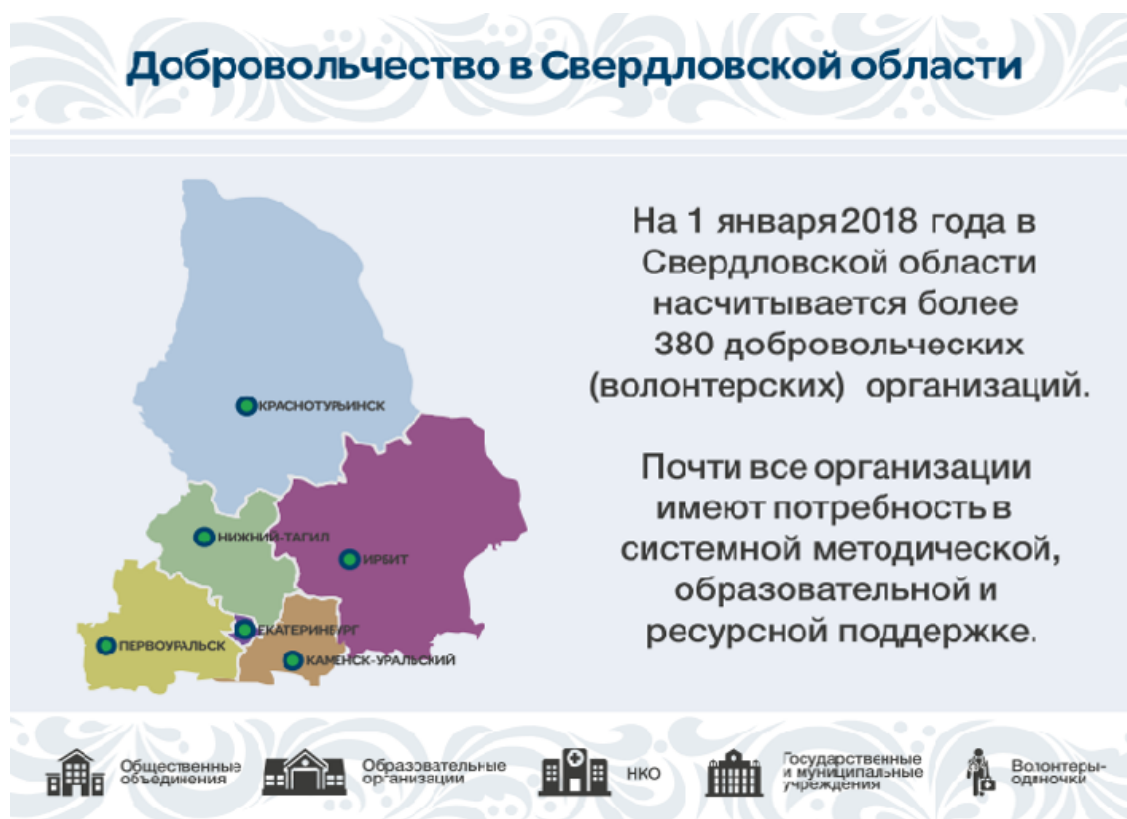 Добровольчество в Свердловской области
На 1 января 2018 года в
Свердловской области
насчитывается более
380 добровольческих
(волонтерских) организаций.
Почти все организации
имеют потребность в
системной методической,
образовательной и
ресурсной поддержке.
КРАСНОТУРЬИНСК
НИЖНИЙ-ТАГИЛ
ИРБИТ
ЕКАТЕРИНБУРГ
ПЕРВОУРАЛЬСК
КАМЕНСК-УРАЛЬСКИЙ
Общественные
объединения
Образовательные
организации
НКО
Государственные
и муниципальные
учреждения
Волонтеры-
одиночки